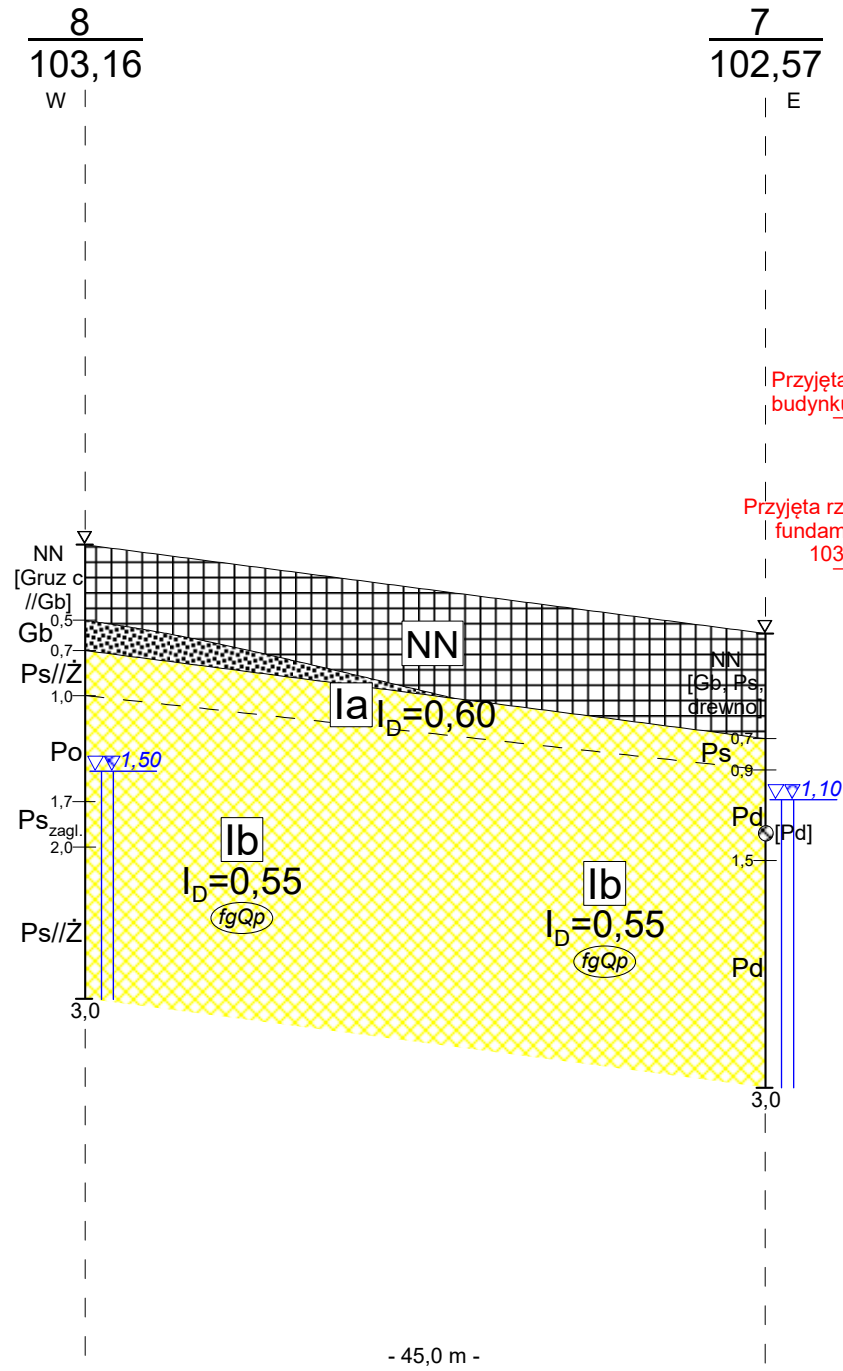 8
103,16
W
7
102,57
E
Przyjęta
budynku
Przyjęta rz
fundam
103
NN
[Gruz c
//Gb]
0,5
Gb
0,7
Ps//Ż
1,0
NN
NN
[Gb, Ps,
drewno]
Ia I_D=0,60
0,7
Ps
0,9
Po
1,50
1,7
Ps zagl.
2,0
1,10
Pd
[Pd]
1,5
Ib
I_D=0,55
fgQp
Ib
I_D=0,55
fgQp
Ps//Ż
Pd
3,0
3,0
- 45,0 m -